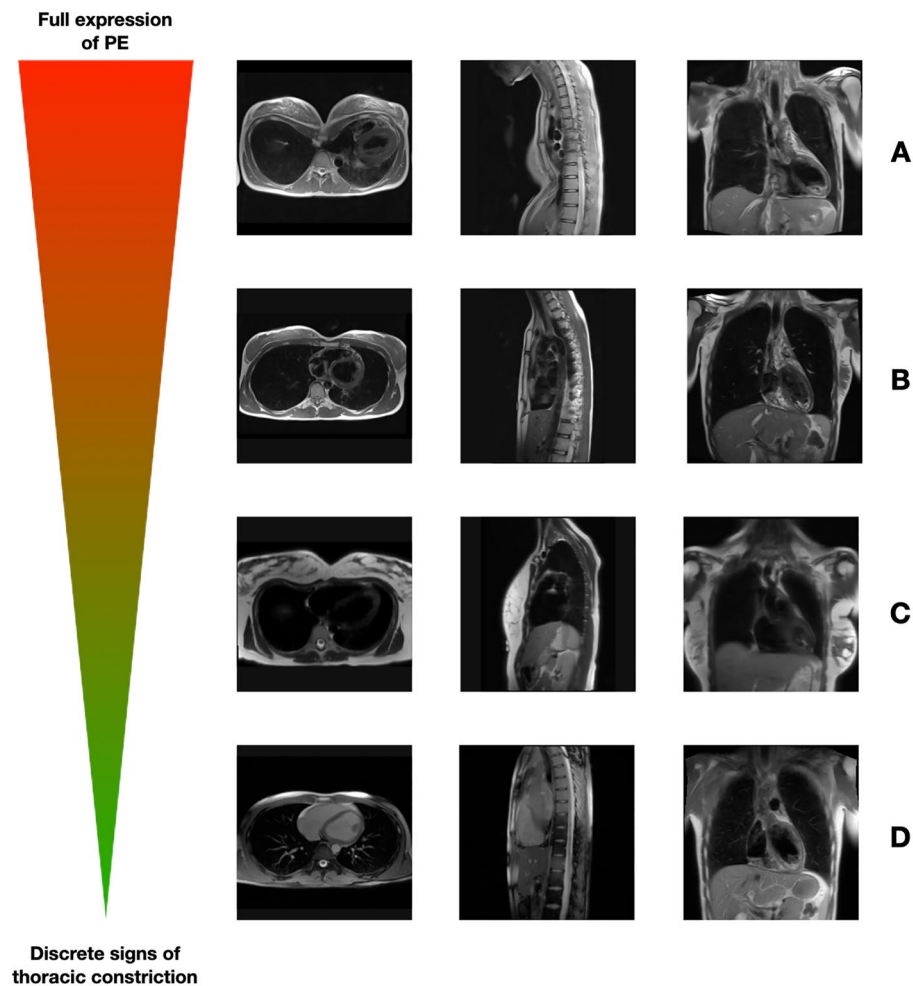 Full expression
of PE
A
B
C
D
Discrete signs of
thoracic constriction